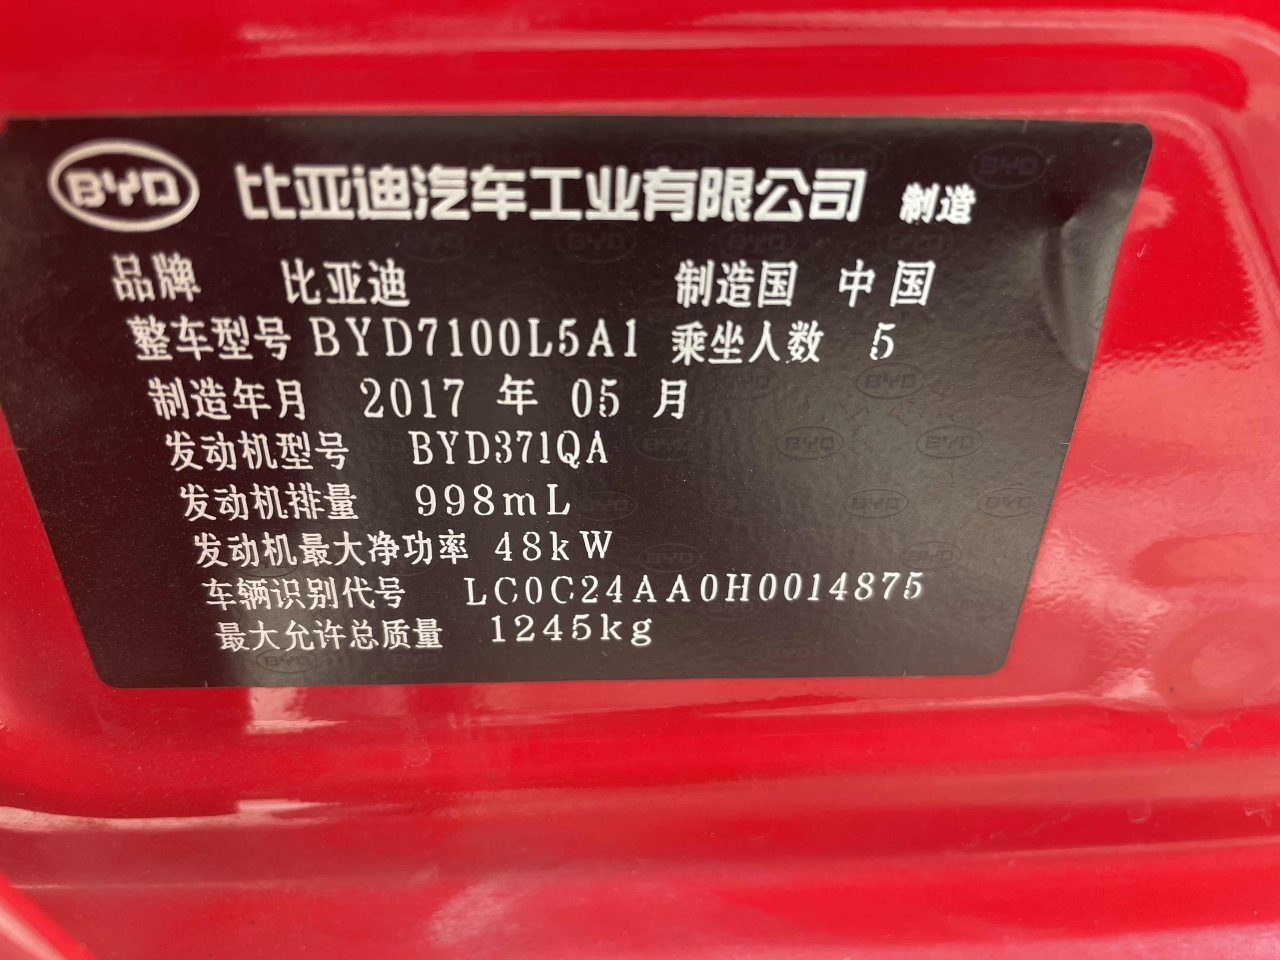 BYD 比亚迪汽车工业有限公司 制造
品牌 比亚迪 制造国 中国
整车型号 BYD7100L5A1 乘坐人数 5
制造年月 2017 年 05 月
发动机型号 BYD371QA
发动机排量 998mL
发动机最大净功率 48kW
车辆识别代号 LC0C24AA0H0014875
最大允许总质量 1245kg